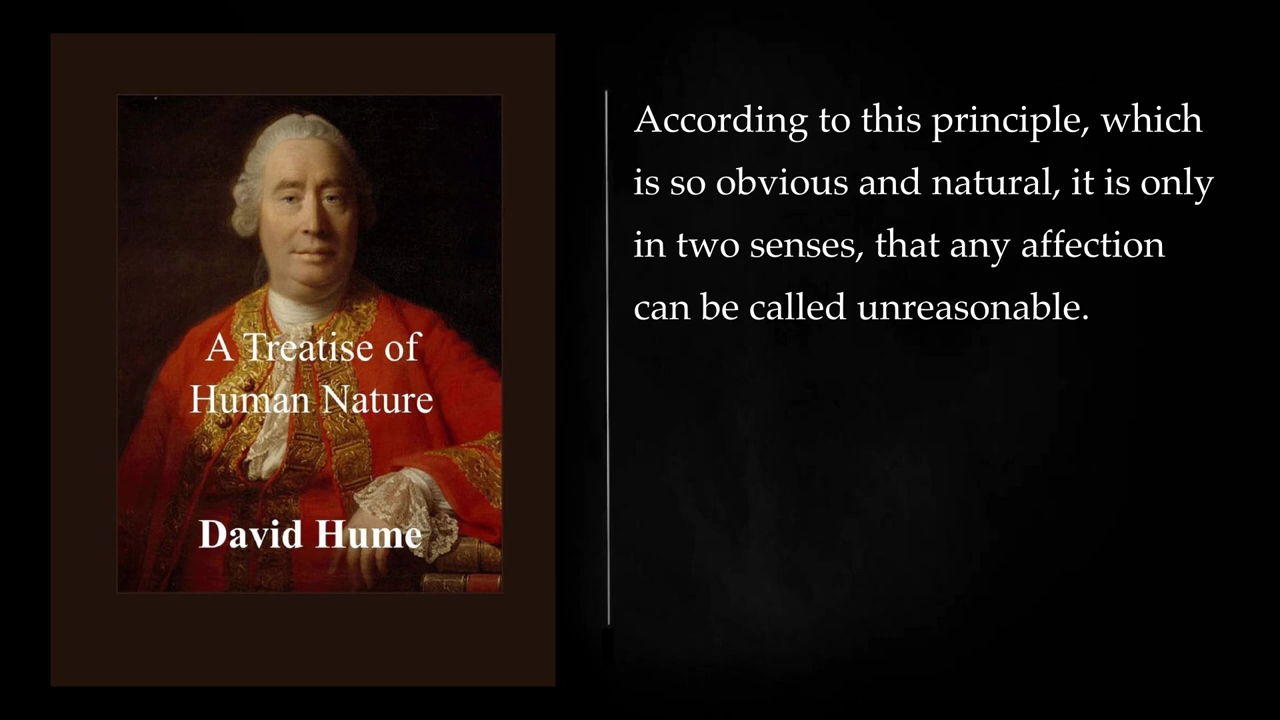 A Treatise of
Human Nature
David Hume
According to this principle, which
is so obvious and natural, it is only
in two senses, that any affection
can be called unreasonable.